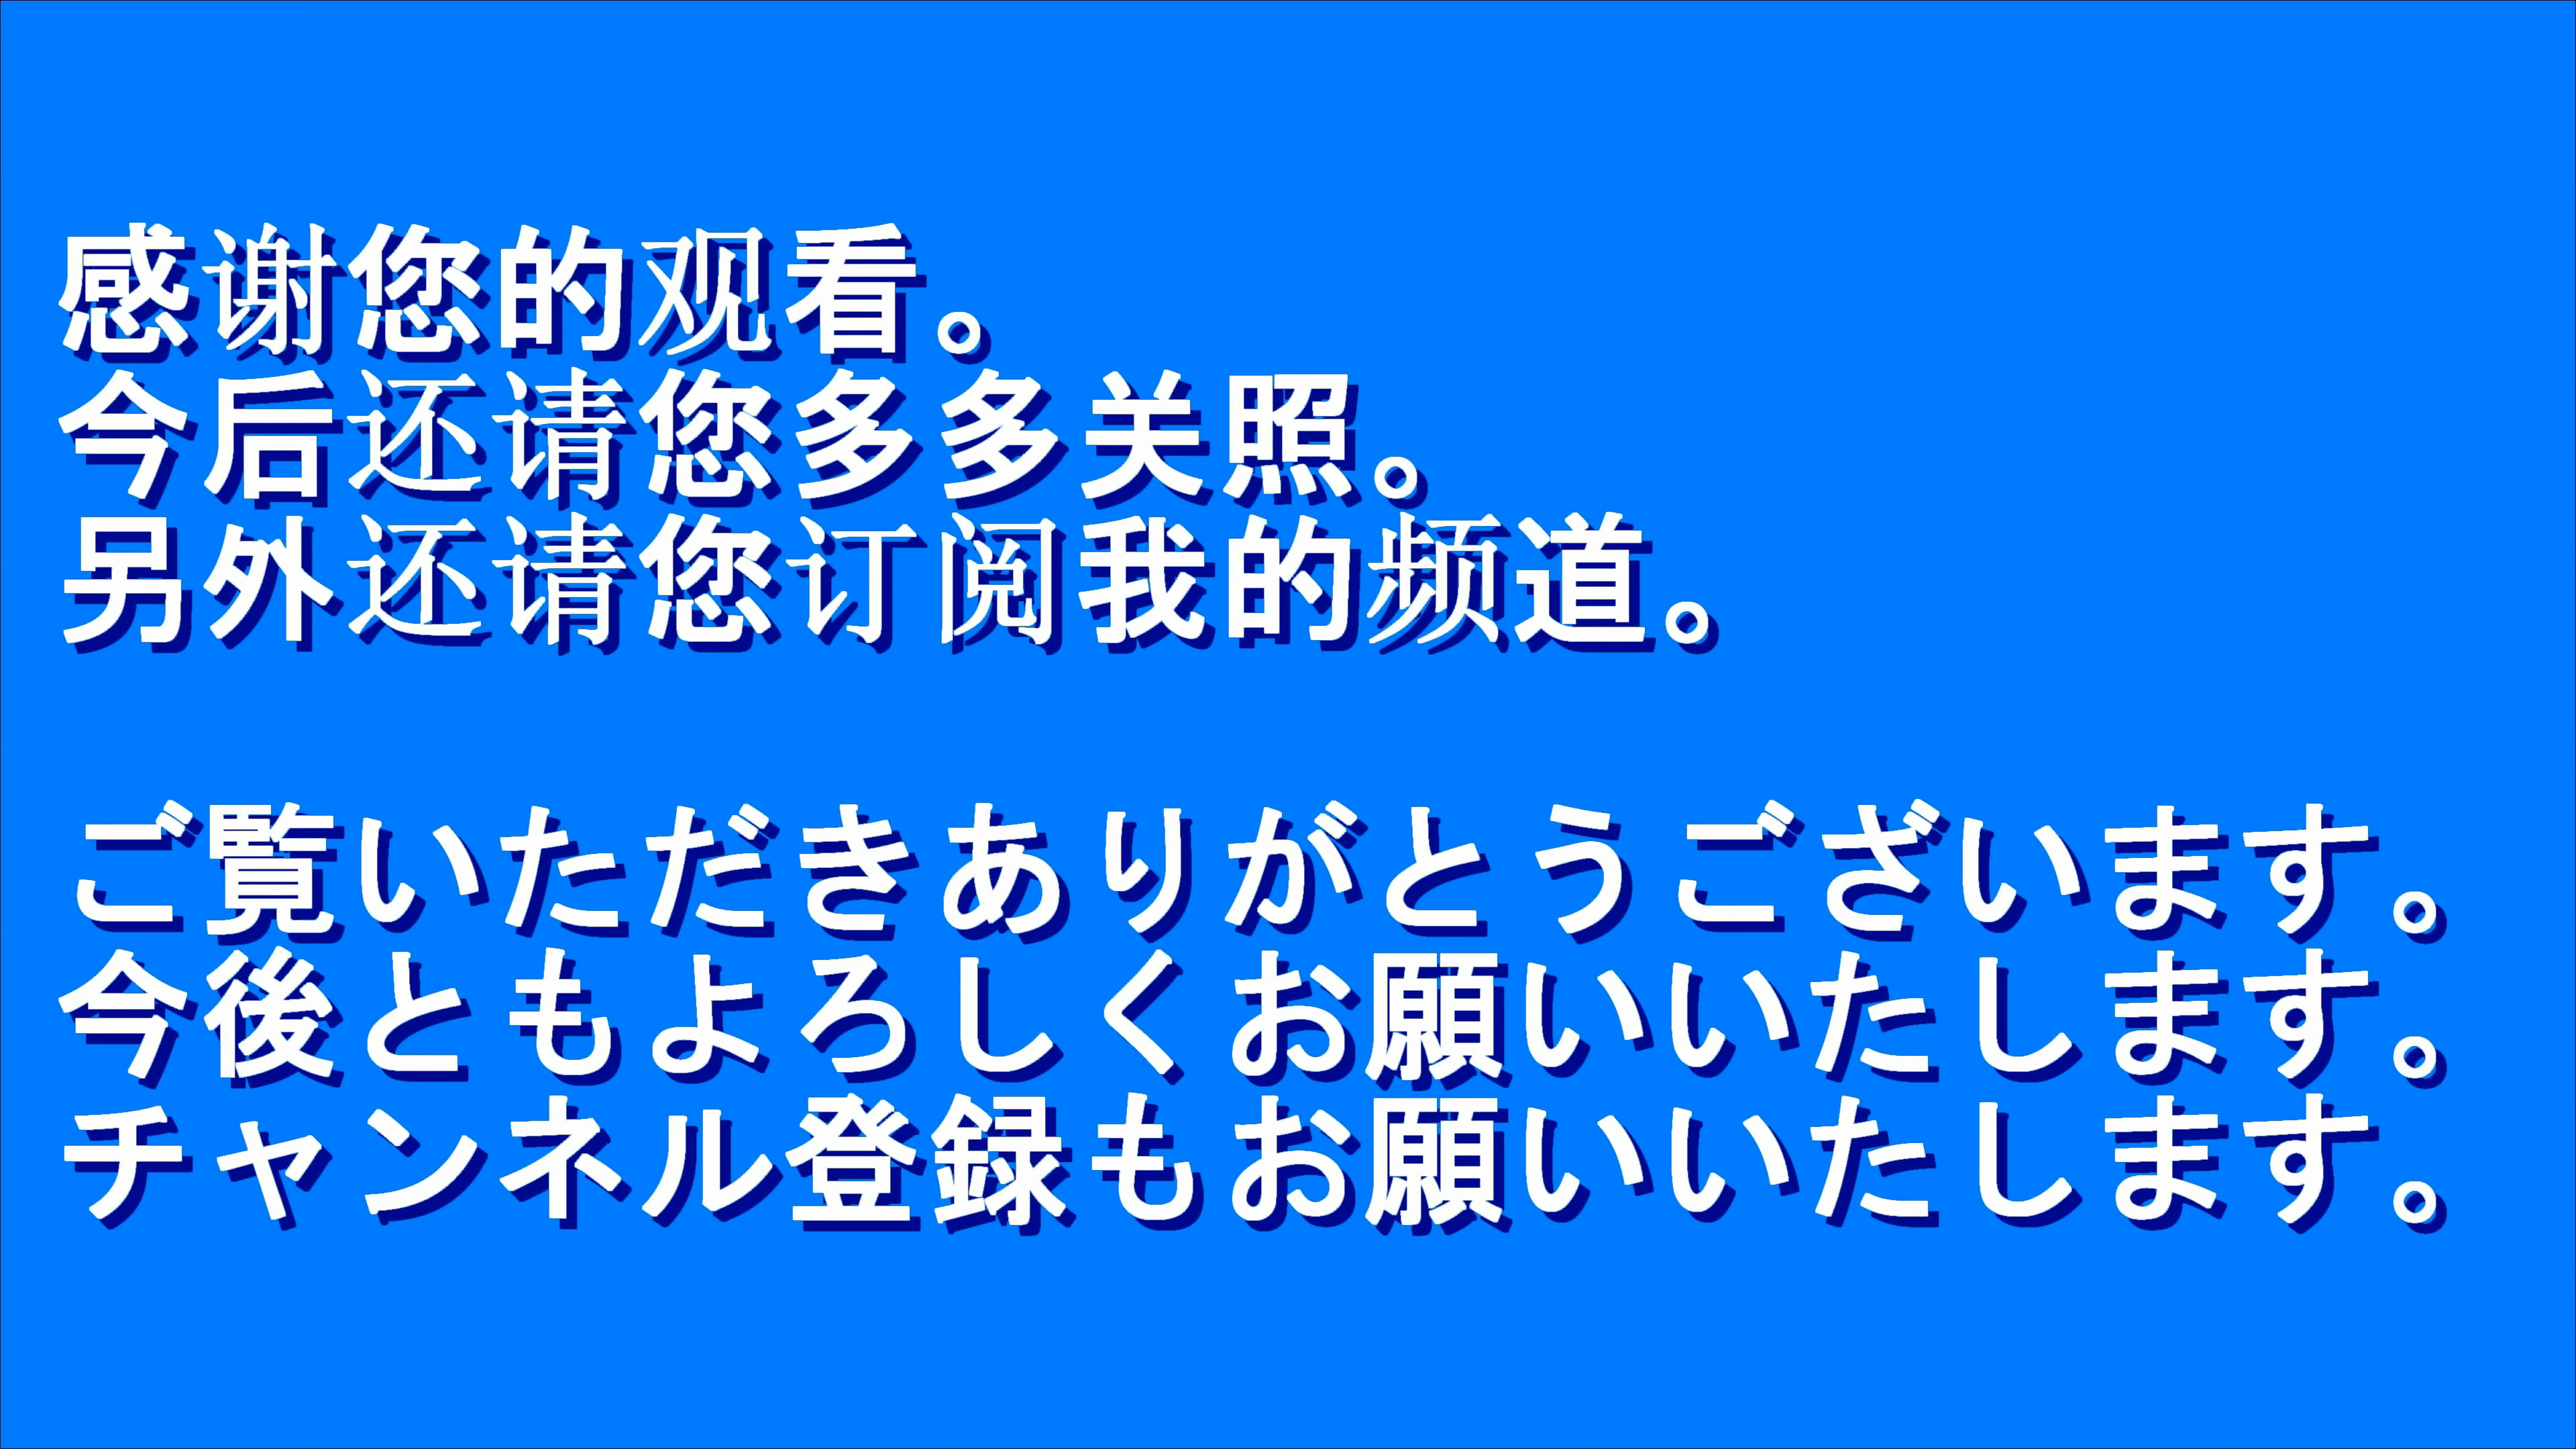 感谢您的观看。
今后还请您多多关照。
另外还请您订阅我的频道。
ご覧いただきありがとうございます。
今後ともよろしくお願いいたします。
チャンネル登録もお願いいたします。